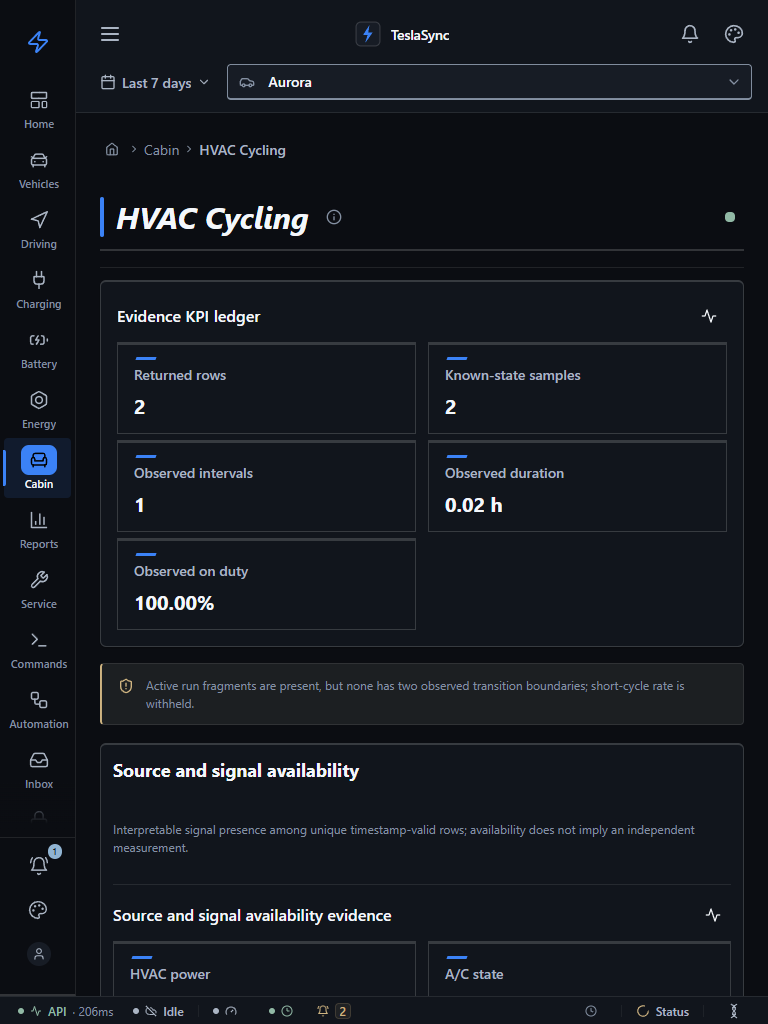 TeslaSync
Last 7 days
Aurora
Home
Vehicles
Driving
Charging
Battery
Energy
Cabin
Reports
Service
Commands
Automation
Inbox
1
Cabin
HVAC Cycling
HVAC Cycling
Evidence KPI ledger
Returned rows
2
Known-state samples
2
Observed intervals
1
Observed duration
0.02 h
Observed on duty
100.00%
Active run fragments are present, but none has two observed transition boundaries; short-cycle rate is
withheld.
Source and signal availability
Interpretable signal presence among unique timestamp-valid rows; availability does not imply an independent
measurement.
Source and signal availability evidence
HVAC power
A/C state
API · 206ms
Idle
2
Status